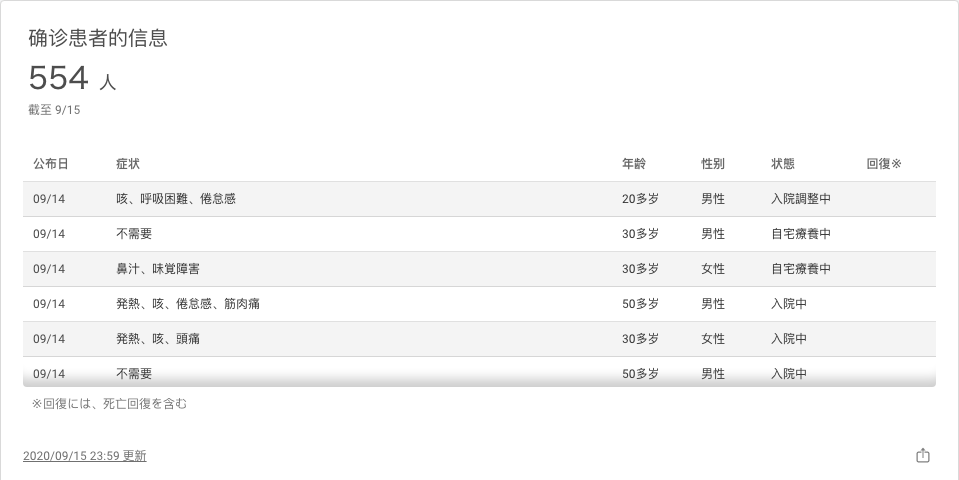 确诊患者的信息
554 人
截至 9/15
公布日 症状 年龄 性别 状態 回復※
09/14 咳、呼吸困難、倦怠感 20多岁 男性 入院調整中
09/14 不需要 30多岁 男性 自宅療養中
09/14 鼻汁、味覚障害 30多岁 女性 自宅療養中
09/14 発熱、咳、倦怠感、筋肉痛 50多岁 男性 入院中
09/14 発熱、咳、頭痛 30多岁 女性 入院中
09/14 不需要 50多岁 男性 入院中
※回復には、死亡回復を含む
2020/09/15 23:59 更新